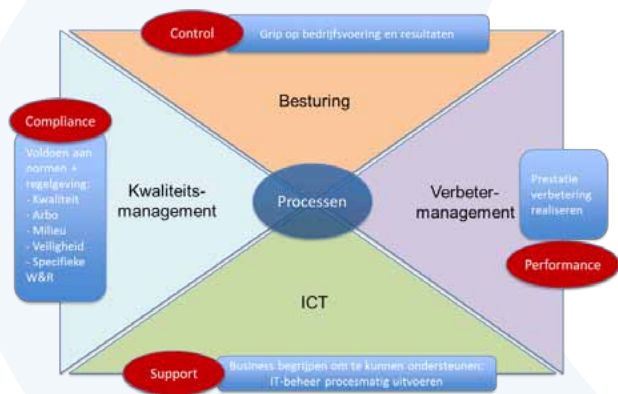 Control
Grip op bedrijfsvoering en resultaten
Besturing
Compliance
Voldoen aan
normen +
regelgeving:
- Kwaliteit
- Arbo
- Milieu
- Veiligheid
- Specifieke
W&R
Kwaliteits-
management
Processen
Verbeter-
management
Prestatie
verbetering
realiseren
Performance
ICT
Support
Business begrijpen om te kunnen ondersteunen;
IT-beheer procesmatig uitvoeren